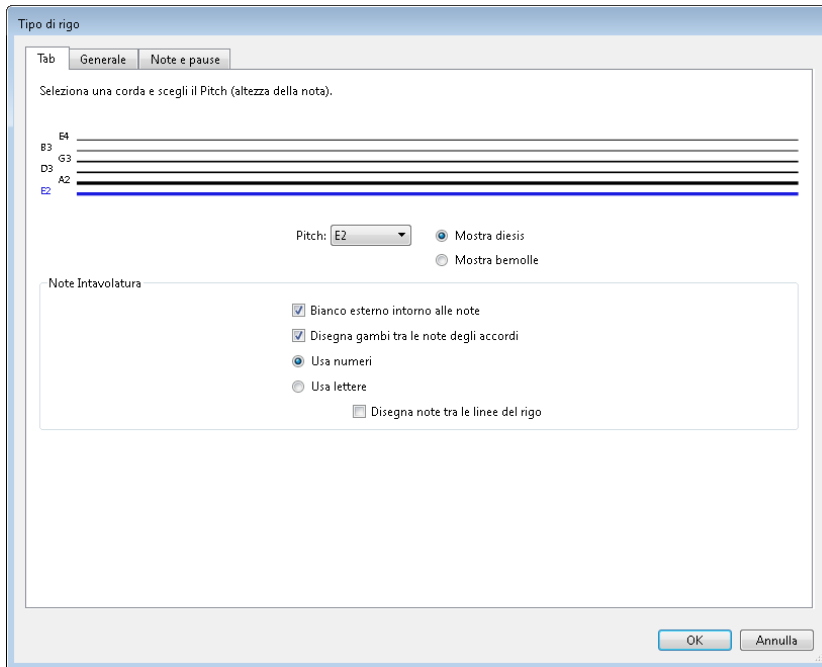 Tipo di rigo
Tab Generale Note e pause
Seleziona una corda e scegli il Pitch (altezza della nota).
E4
B3
G3
D3
A2
E2
Pitch: E2 Mostra diesis
Mostra bemolle
Note Intavolatura
Bianco esterno intorno alle note
Disegna gambi tra le note degli accordi
Usa numeri
Usa lettere
Disegna note tra le linee del rigo
OK Annulla